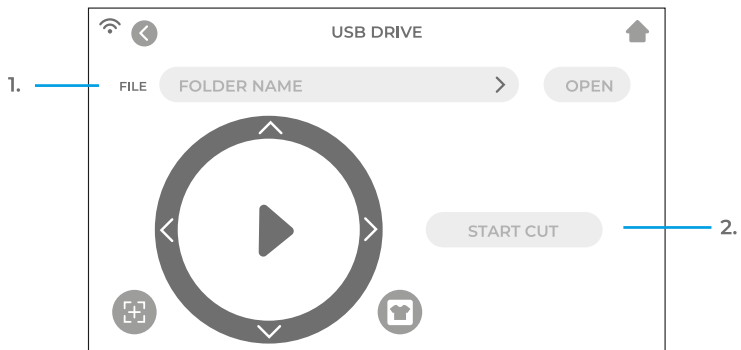 USB DRIVE
1.
FILE
FOLDER NAME
OPEN
START CUT
2.